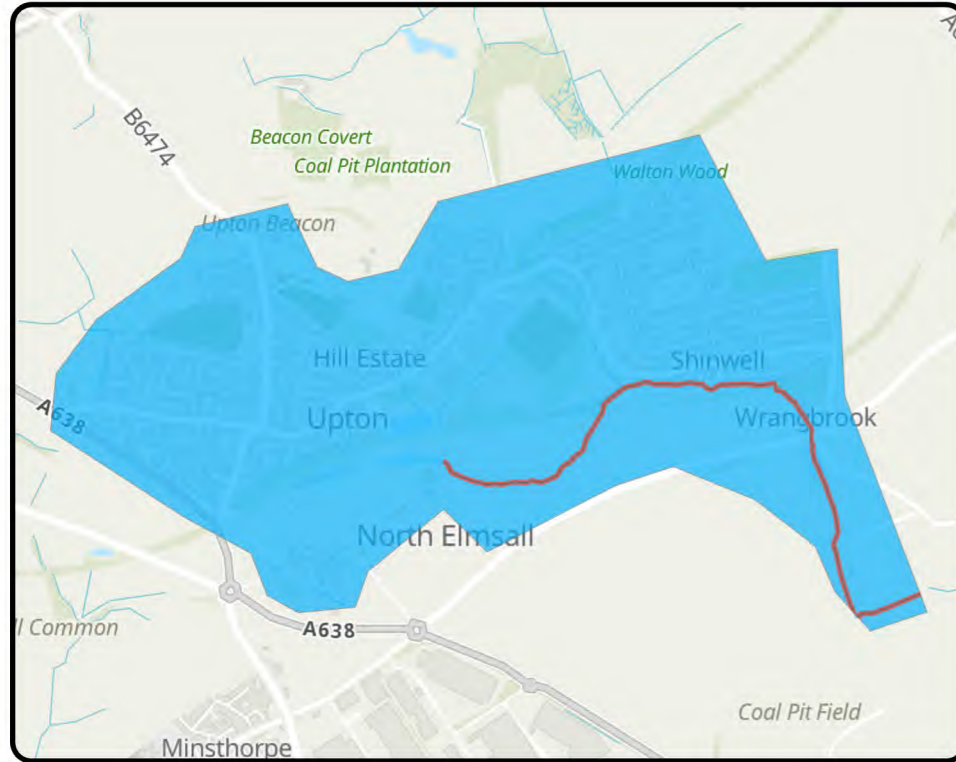 B6474
Beacon Covert
Coal Pit Plantation
Walton Wood
Upton Beacon
Hill Estate
Shinwell
A638
Upton
Wrangbrook
North Elmsall
ll Common
A638
Coal Pit Field
Minsthorpe